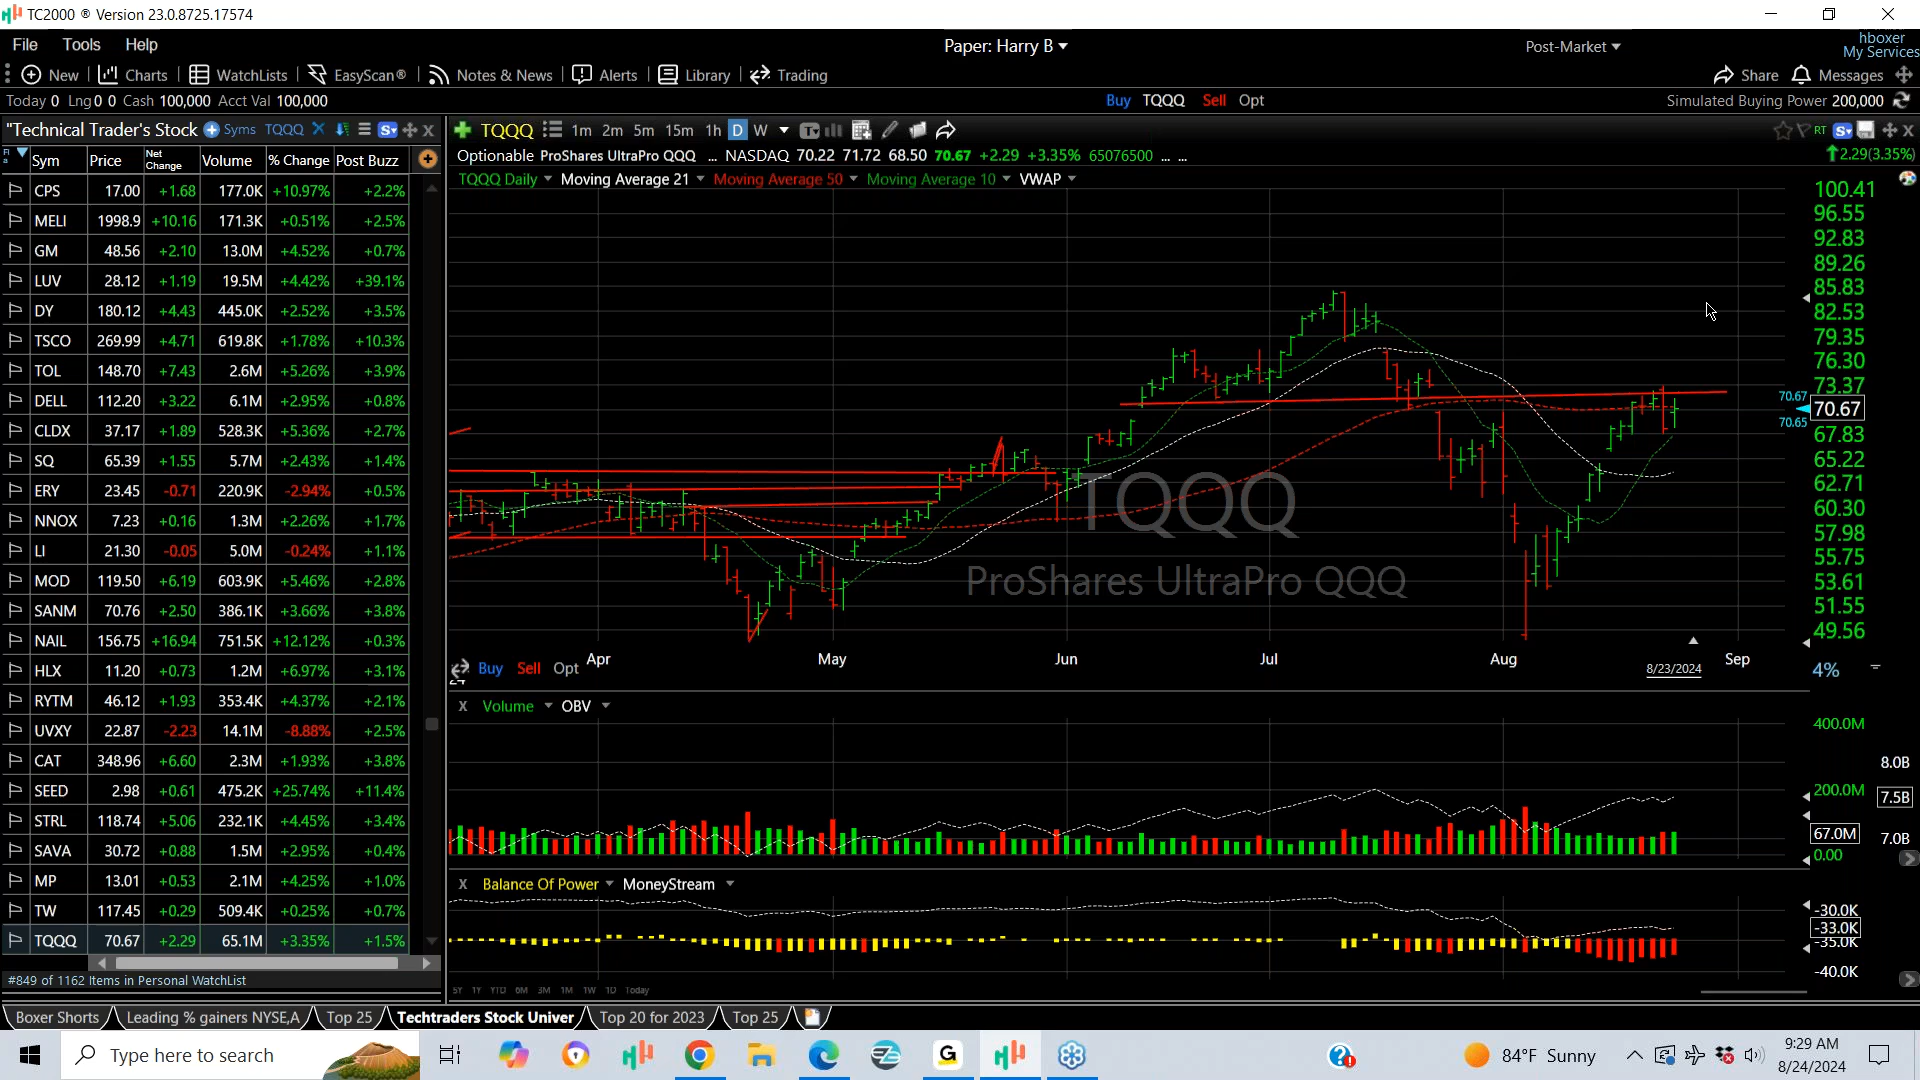 TC2000 ® Version 23.0.8725.17574
File Tools Help
Paper: Harry B
Post-Market
hboxer
My Services
New Charts WatchLists EasyScan® Notes & News Alerts Library Trading
Share Messages
Today 0 Lng 0 0 Cash 100,000 Acct Val 100,000
Buy TQQQ Sell Opt
Simulated Buying Power 200,000
"Technical Trader's Stock Syms TQQQ
TQQQ 1m 2m 5m 15m 1h D W
RT
Sym Price Net Change Volume % Change Post Buzz
Optionable ProShares UltraPro QQQ ... NASDAQ 70.22 71.72 68.50 70.67 +2.29 +3.35% 65076500 ... ...
2.29(3.35%)
TQQQ Daily Moving Average 21 Moving Average 50 Moving Average 10 VWAP
CPS 17.00 +1.68 177.0K +10.97% +2.2%
MELI 1998.9 +10.16 171.3K +0.51% +2.5%
GM 48.56 +2.10 13.0M +4.52% +0.7%
LUV 28.12 +1.19 19.5M +4.42% +39.1%
DY 180.12 +4.43 445.0K +2.52% +3.5%
TSCO 269.99 +4.71 619.8K +1.78% +10.3%
TOL 148.70 +7.43 2.6M +5.26% +3.9%
DELL 112.20 +3.22 6.1M +2.95% +0.8%
CLDX 37.17 +1.89 528.3K +5.36% +2.7%
SQ 65.39 +1.55 5.7M +2.43% +1.4%
ERY 23.45 -0.71 220.9K -2.94% +0.5%
NNOX 7.23 +0.16 1.3M +2.26% +1.7%
LI 21.30 -0.05 5.0M -0.24% +1.1%
MOD 119.50 +6.19 603.9K +5.46% +2.8%
SANM 70.76 +2.50 386.1K +3.66% +3.8%
NAIL 156.75 +16.94 751.5K +12.12% +0.3%
HLX 11.20 +0.73 1.2M +6.97% +3.1%
RYTM 46.12 +1.93 353.4K +4.37% +2.1%
UVXY 22.87 -2.23 14.1M -8.88% +2.5%
CAT 348.96 +6.60 2.3M +1.93% +3.8%
SEED 2.98 +0.61 475.2K +25.74% +11.4%
STRL 118.74 +5.06 232.1K +4.45% +3.4%
SAVA 30.72 +0.88 1.5M +2.95% +0.4%
MP 13.01 +0.53 2.1M +4.25% +1.0%
TW 117.45 +0.29 509.4K +0.25% +0.7%
TQQQ 70.67 +2.29 65.1M +3.35% +1.5%
#849 of 1162 Items in Personal WatchList
100.41
96.55
92.83
89.26
85.83
82.53
79.35
76.30
73.37
70.67 70.67
70.65
67.83
65.22
62.71
60.30
57.98
55.75
53.61
51.55
49.56
TQQQ
ProShares UltraPro QQQ
Buy Sell Opt
Apr May Jun Jul Aug 8/23/2024 Sep
4%
X Volume OBV
400.0M
8.0B
200.0M
7.5B
67.0M
7.0B
0.00
X Balance Of Power MoneyStream
-30.0K
-33.0K
-35.0K
-40.0K
5Y 1Y YTD 6M 3M 1M 1W 1D Today
Boxer Shorts Leading % gainers NYSE,A Top 25 Techtraders Stock Univer Top 20 for 2023 Top 25
Type here to search
84°F Sunny
9:29 AM
8/24/2024